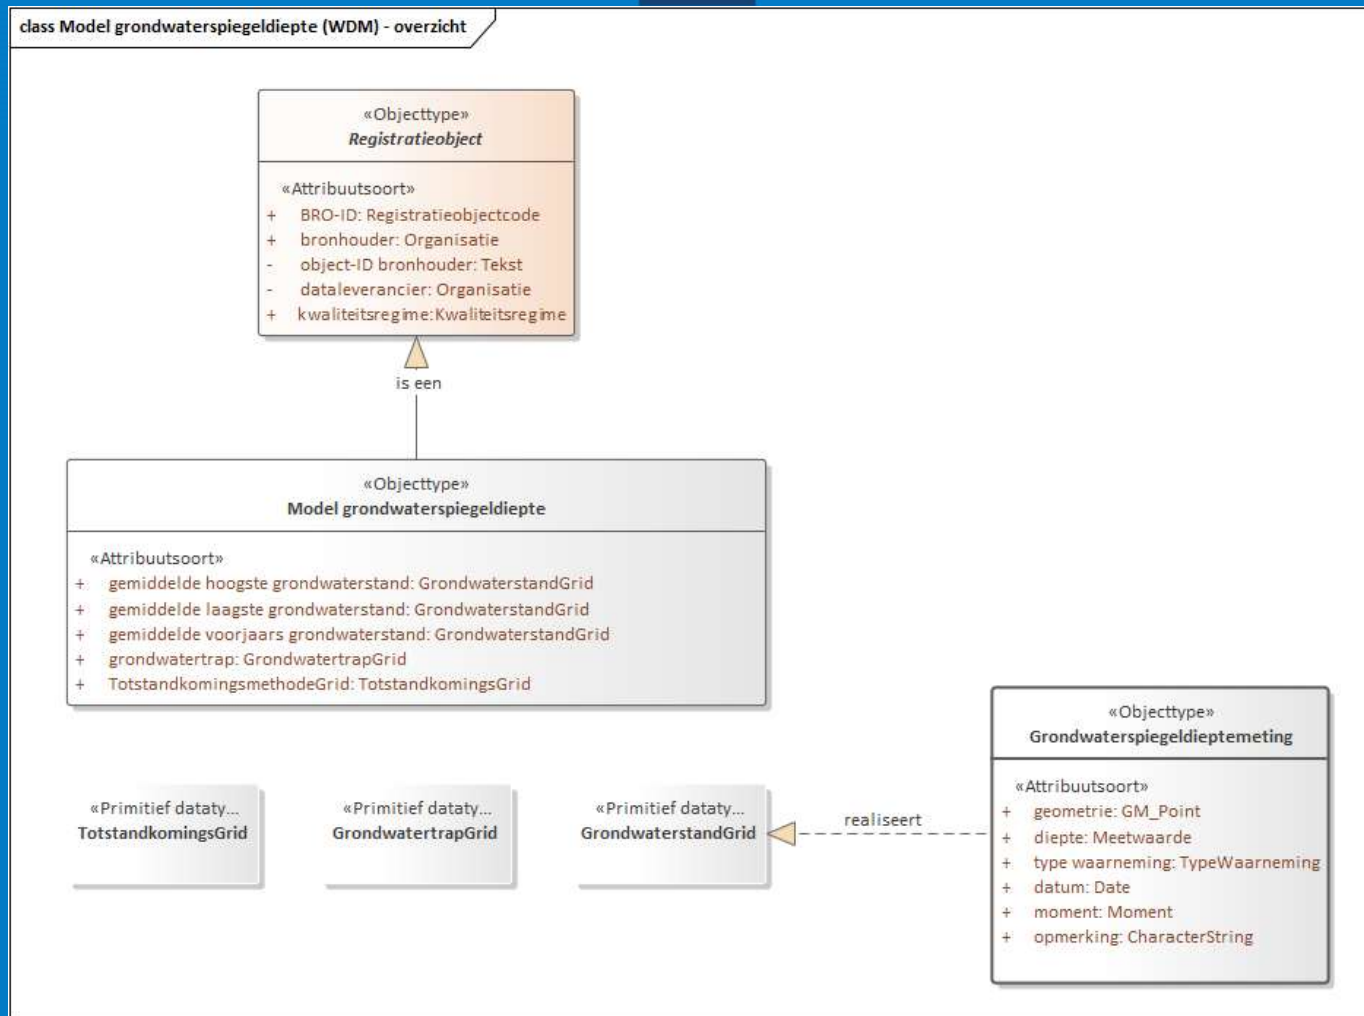 class Model grondwaterspiegeldiepte (WDM) - overzicht
«Objecttype»
Registratieobject
«Attribuutsoort»
+ BRO-ID: Registratieobjectcode
+ bronhouder: Organisatie
- object-ID bronhouder: Tekst
- dataleverancier: Organisatie
+ kwaliteitsregime:Kwaliteitsregime
is een
«Objecttype»
Model grondwaterspiegeldiepte
«Attribuutsoort»
+ gemiddelde hoogste grondwaterstand: GrondwaterstandGrid
+ gemiddelde laagste grondwaterstand: GrondwaterstandGrid
+ gemiddelde voorjaars grondwaterstand: GrondwaterstandGrid
+ grondwatertrap: GrondwatertrapGrid
+ TotstandkomingsmethodeGrid: TotstandkomingsGrid
«Primitief dataty...
TotstandkomingsGrid
«Primitief dataty...
GrondwatertrapGrid
«Primitief dataty...
GrondwaterstandGrid
realiseert
«Objecttype»
Grondwaterspiegeldieptemeting
«Attribuutsoort»
+ geometrie: GM_Point
+ diepte: Meetwaarde
+ type waarneming: TypeWaarneming
+ datum: Date
+ moment: Moment
+ opmerking: CharacterString